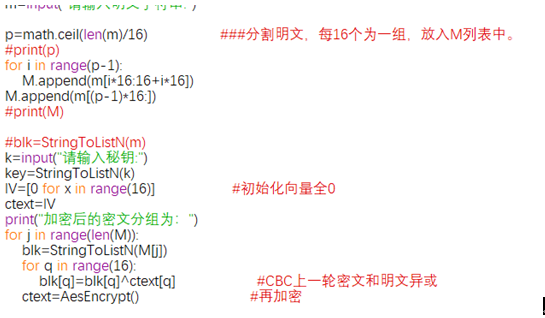 m=input("请输入明文字符串:")
p=math.ceil(len(m)/16) ###分割明文，每16个为一组，放入M列表中。
#print(p)
for i in range(p-1):
M.append(m[i*16:16+i*16])
M.append(m[(p-1)*16:])
#print(M)
#blk=StringToListN(m)
k=input("请输入秘钥:")
key=StringToListN(k)
IV=[0 for x in range(16)] #初始化向量全0
ctext=IV
print("加密后的密文分组为：")
for j in range(len(M)):
blk=StringToListN(M[j])
for q in range(16):
blk[q]=blk[q]^ctext[q] #CBC上一轮密文和明文异或
ctext=AesEncrypt() #再加密